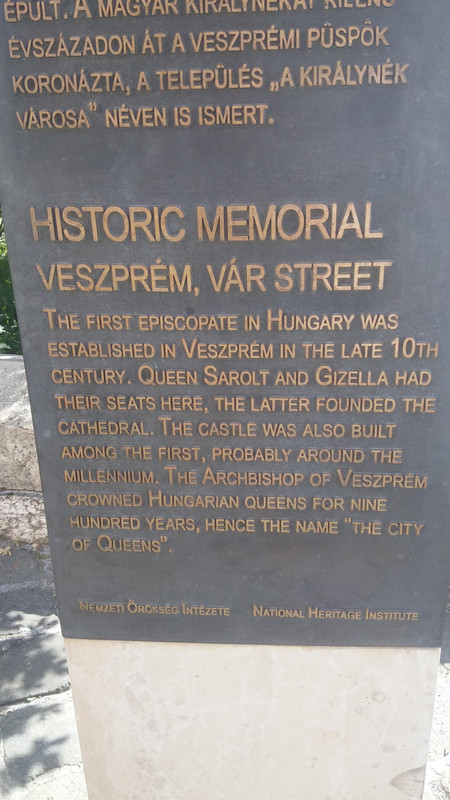 ÉPÜLT. A MAGYAR KIRÁLYNÉKAT KILENC
ÉVSZÁZADON ÁT A VESZPRÉMI PÜSPÖK
KORONÁZTA, A TELEPÜLÉS „A KIRÁLYNÉK
VÁROSA” NÉVEN IS ISMERT.
HISTORIC MEMORIAL
VESZPRÉM, VÁR STREET
THE FIRST EPISCOPATE IN HUNGARY WAS
ESTABLISHED IN VESZPRÉM IN THE LATE 10TH
CENTURY. QUEEN SAROLT AND GIZELLA HAD
THEIR SEATS HERE, THE LATTER FOUNDED THE
CATHEDRAL. THE CASTLE WAS ALSO BUILT
AMONG THE FIRST, PROBABLY AROUND THE
MILLENNIUM. THE ARCHBISHOP OF VESZPRÉM
CROWNED HUNGARIAN QUEENS FOR NINE
HUNDRED YEARS, HENCE THE NAME "THE CITY
OF QUEENS".
NEMZETI ÖRÖKSÉG INTÉZETE NATIONAL HERITAGE INSTITUTE